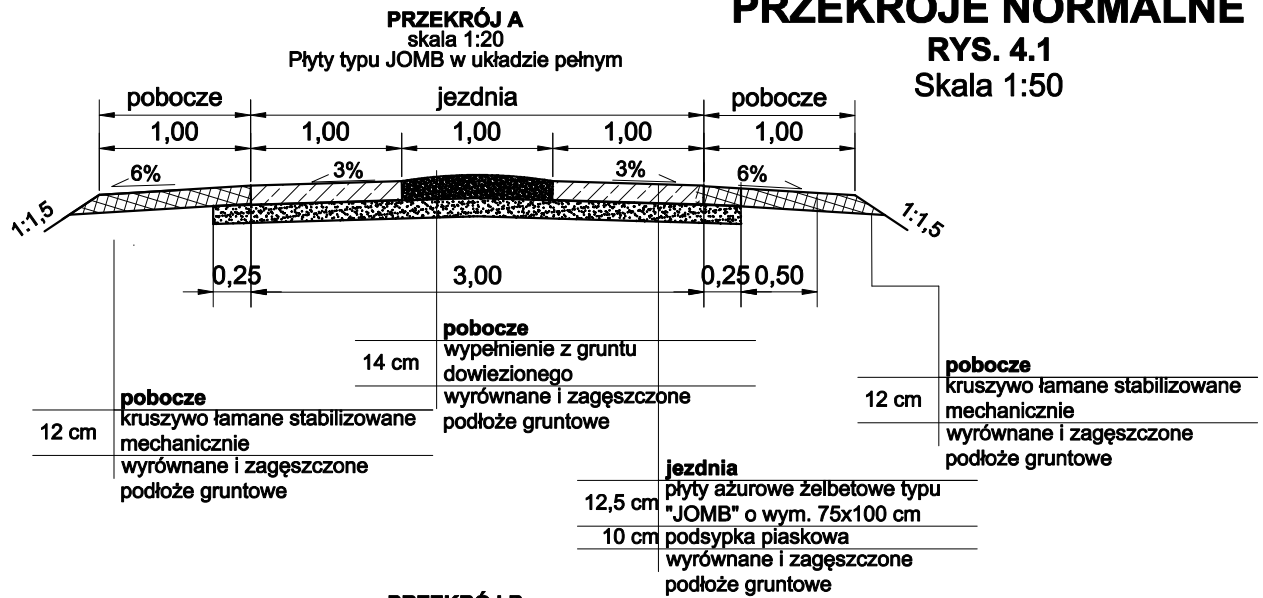 PRZEKRÓJ A
skala 1:20
Płyty typu JOMB w układzie pełnym
PRZEKROJE NORMALNE
RYS. 4.1
Skala 1:50
pobocze jezdnia pobocze
1,00 1,00 1,00 1,00 1,00
6% 3% 3% 6%
1:1,5 1:1,5
0,25 3,00 0,25 0,50
pobocze
14 cm wypełnienie z gruntu
dowiezionego
wyrównane i zagęszczone
podłoże gruntowe
pobocze
12 cm kruszywo łamane stabilizowane
mechanicznie
wyrównane i zagęszczone
podłoże gruntowe
pobocze
12 cm kruszywo łamane stabilizowane
mechanicznie
wyrównane i zagęszczone
podłoże gruntowe
jezdnia
12,5 cm płyty ażurowe żelbetowe typu
"JOMB" o wym. 75x100 cm
10 cm podsypka piaskowa
wyrównane i zagęszczone
podłoże gruntowe